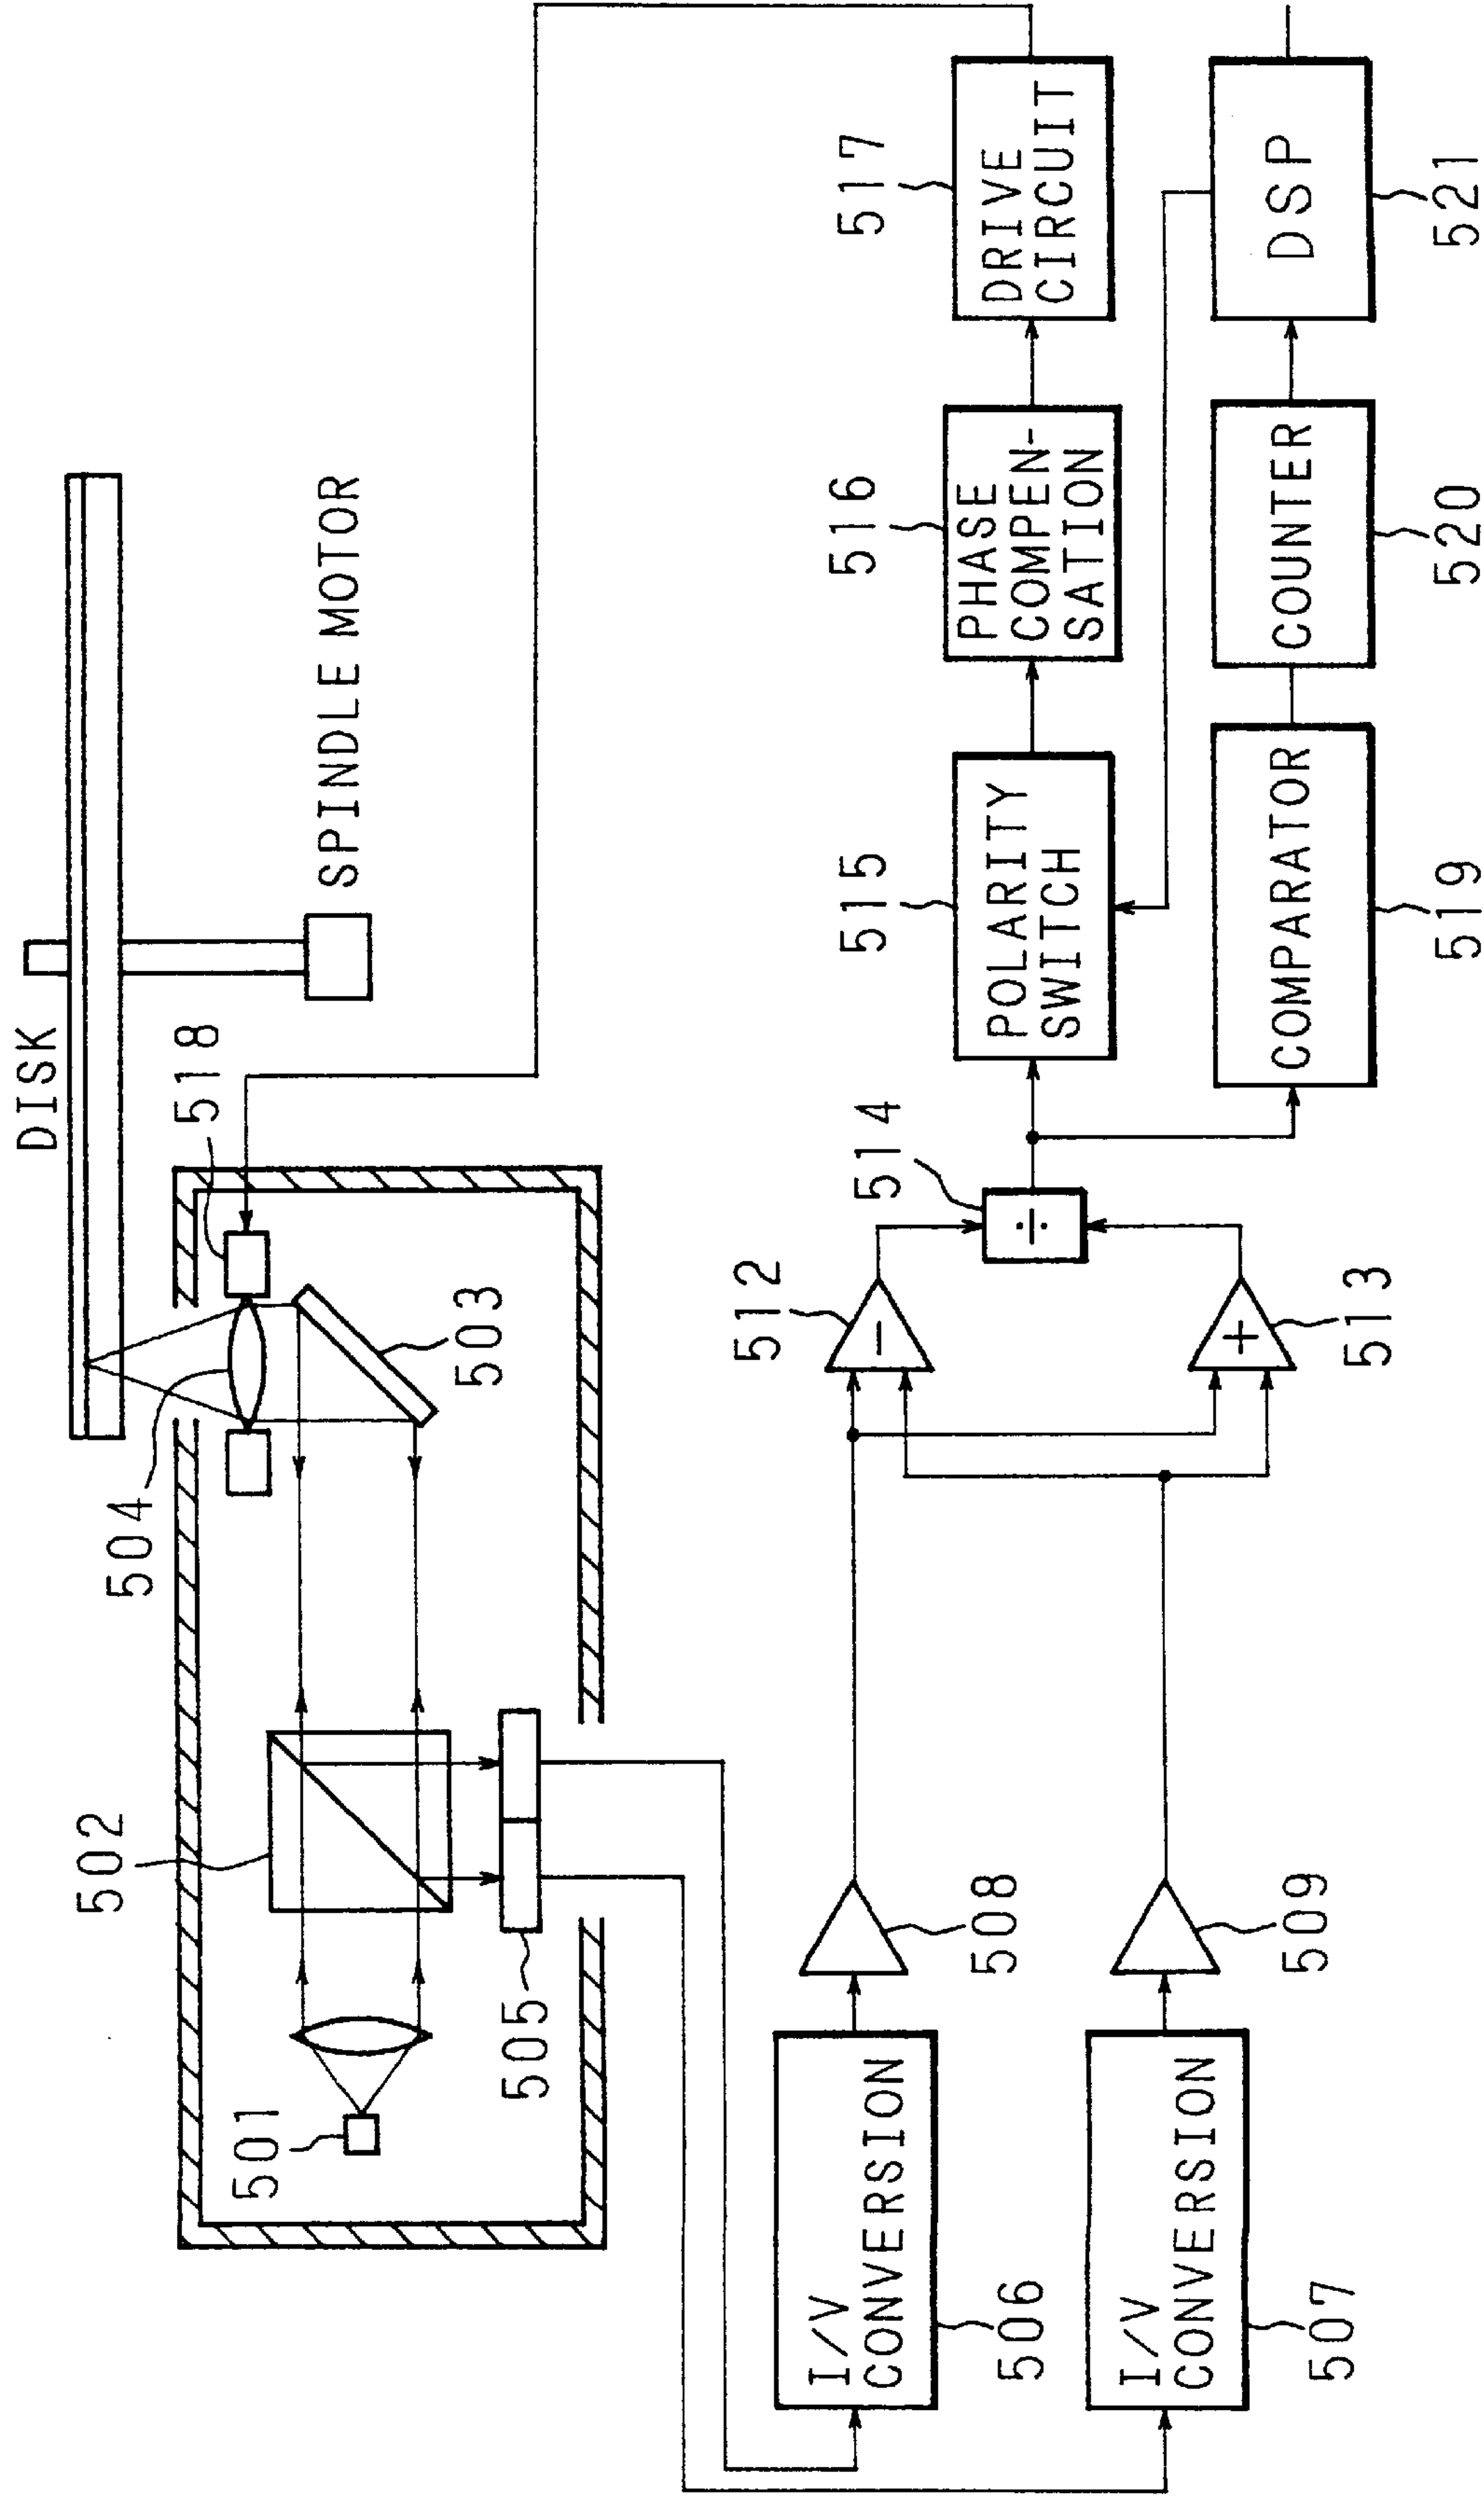 DISK
SPINDLE MOTOR
518
504
503
502
501
505
I/V
CONVERSION
506
I/V
CONVERSION
507
508
509
512
513
514
÷
−
+
POLARITY
SWITCH
515
PHASE
COMPEN-
SATION
516
DRIVE
CIRCUIT
517
COMPARATOR
519
COUNTER
520
DSP
521